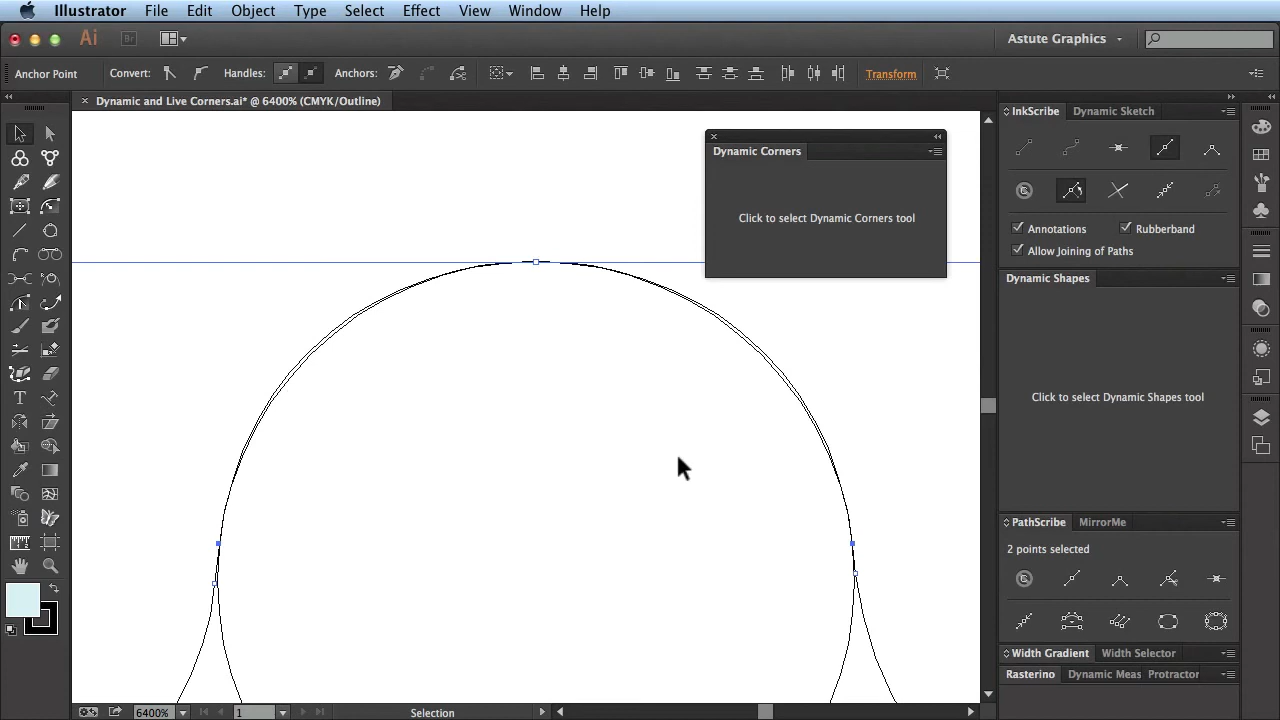 Illustrator File Edit Object Type Select Effect View Window Help
Ai Br Astute Graphics
Anchor Point Convert: Handles: Anchors: Transform
Dynamic and Live Corners.ai* @ 6400% (CMYK/Outline)
InkScribe Dynamic Sketch
Dynamic Corners
Click to select Dynamic Corners tool
Annotations Rubberband
Allow Joining of Paths
Dynamic Shapes
Click to select Dynamic Shapes tool
PathScribe MirrorMe
2 points selected
Width Gradient Width Selector
Rasterino Dynamic Meas Protractor
6400% 1 Selection